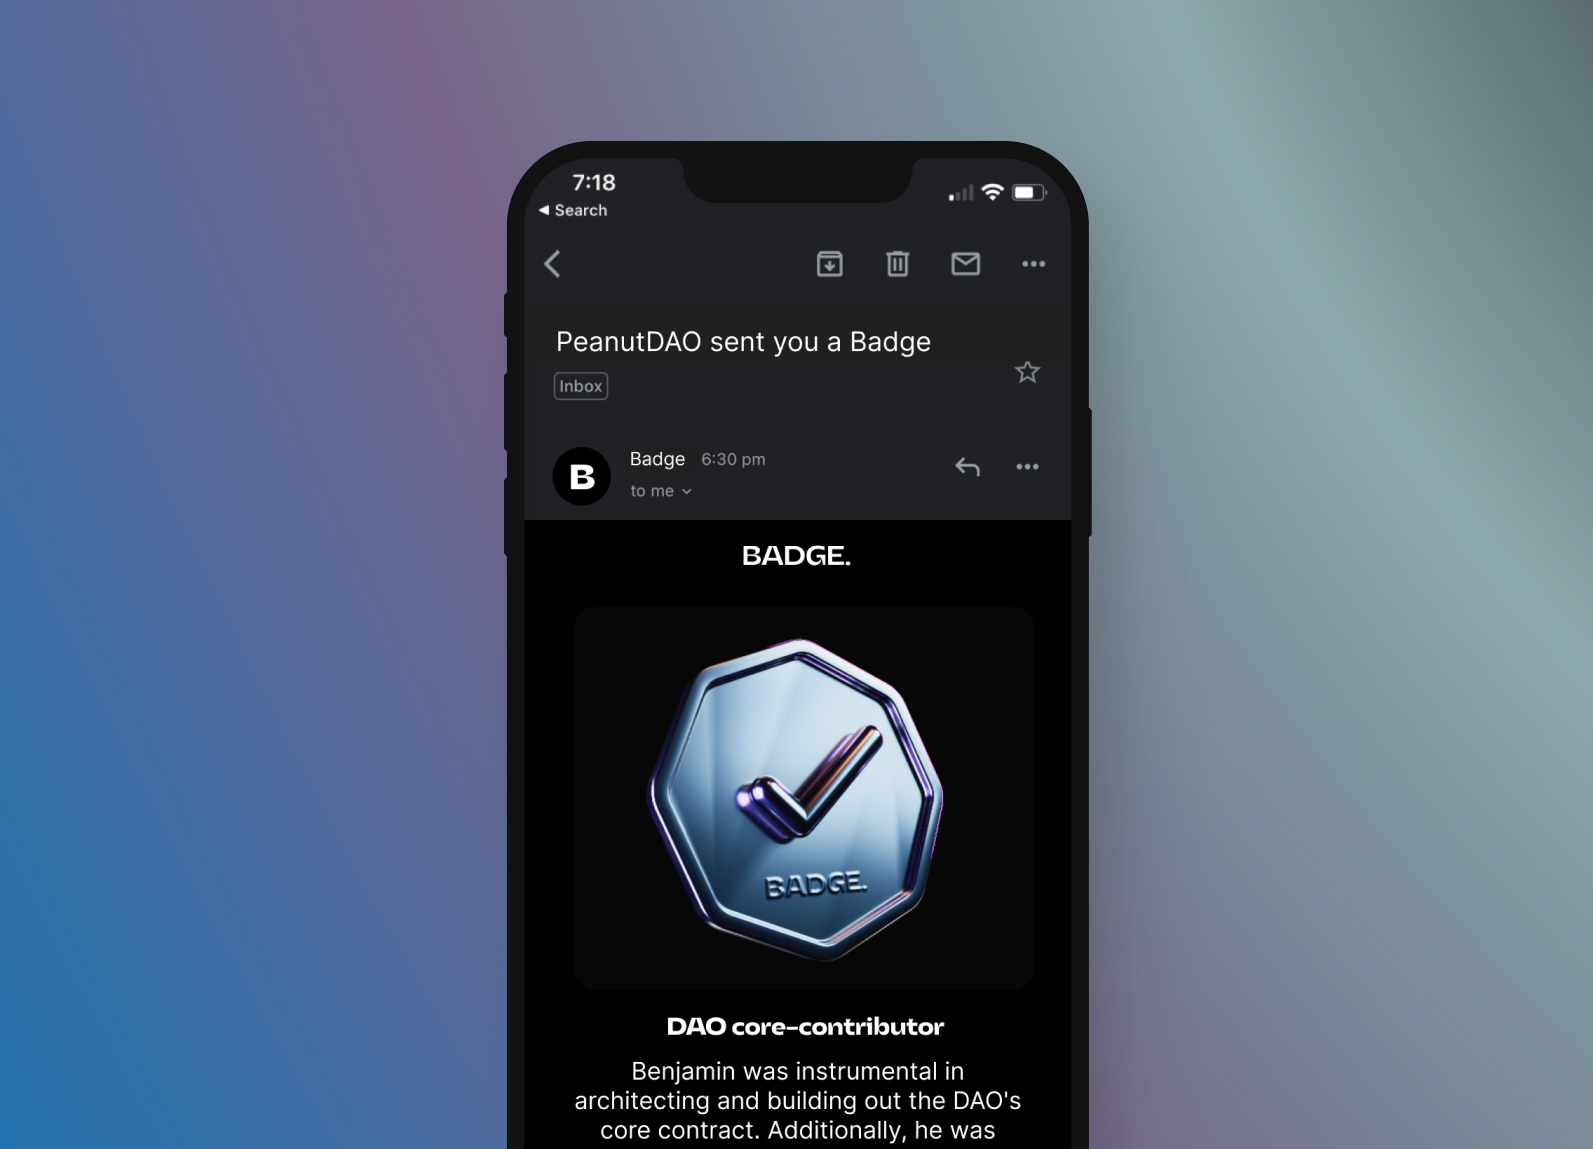 7:18
Search
PeanutDAO sent you a Badge
Inbox
B
Badge 6:30 pm
to me
BADGE.
BADGE.
DAO core-contributor
Benjamin was instrumental in
architecting and building out the DAO's
core contract. Additionally, he was